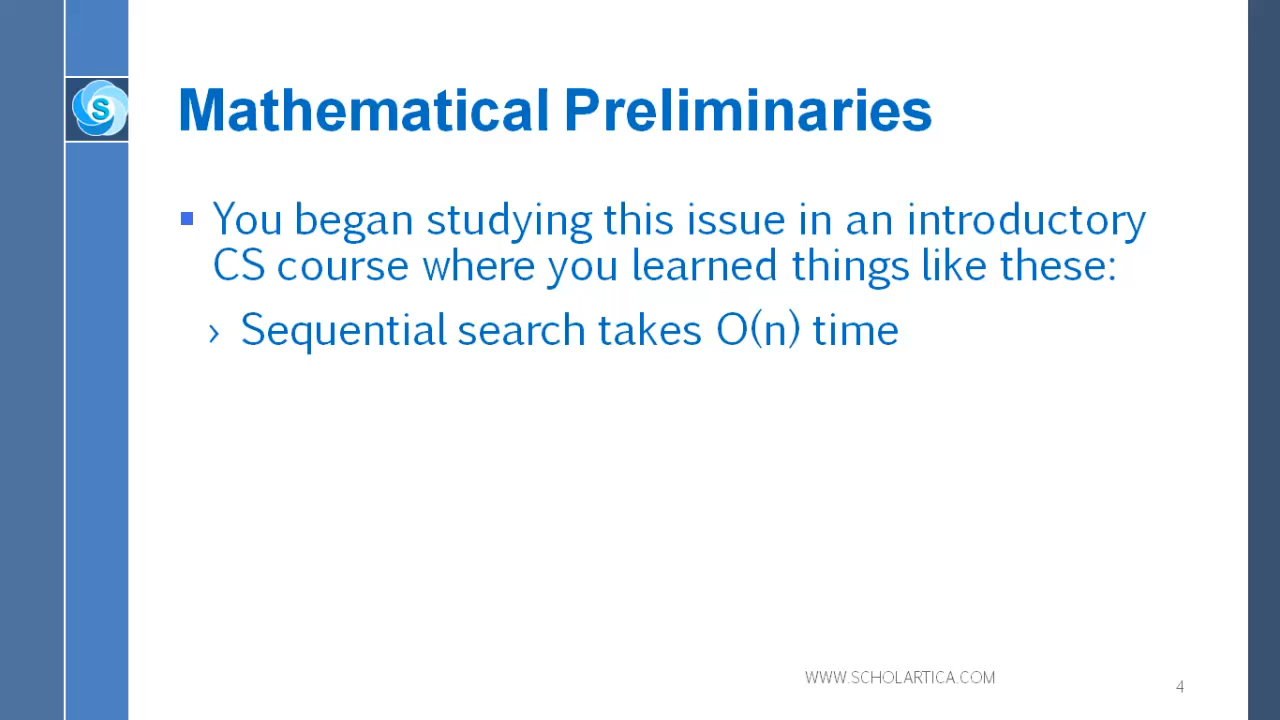 S
Mathematical Preliminaries
▪ You began studying this issue in an introductory
CS course where you learned things like these:
› Sequential search takes O(n) time
WWW.SCHOLARTICA.COM
4